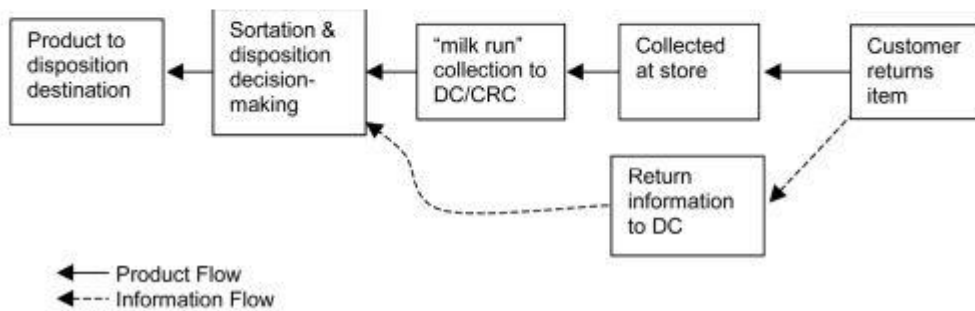 Product to
disposition
destination
Sortation &
disposition
decision-
making
“milk run”
collection to
DC/CRC
Collected
at store
Customer
returns
item
Return
information
to DC
Product Flow
Information Flow